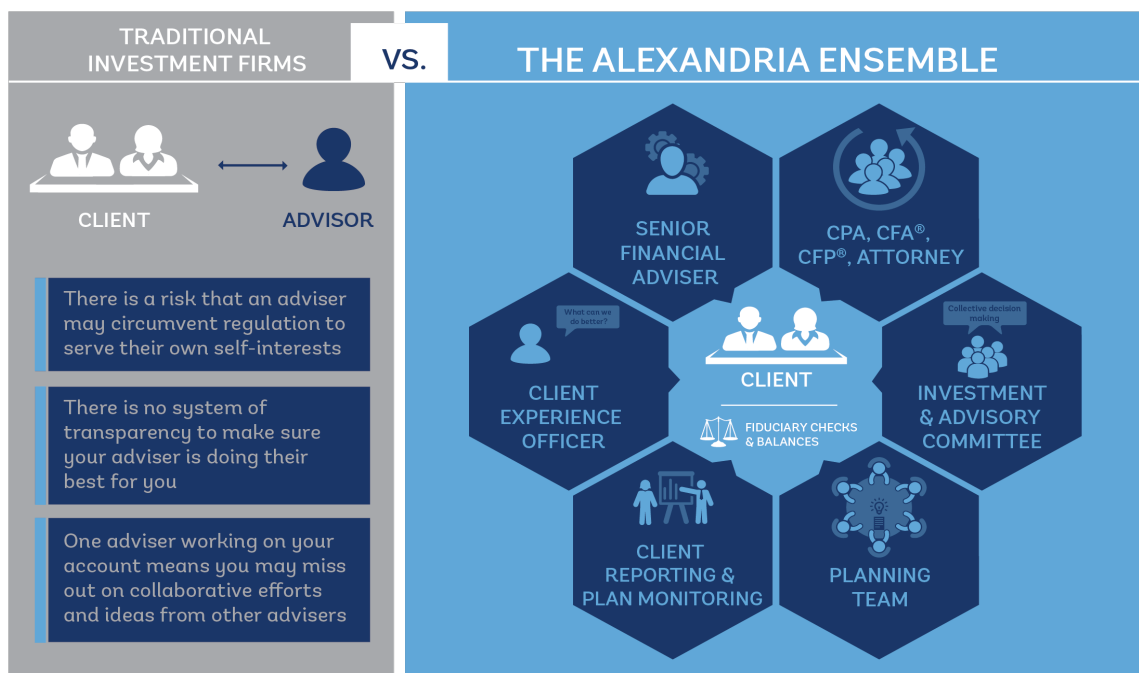 TRADITIONAL
INVESTMENT FIRMS
VS.
THE ALEXANDRIA ENSEMBLE
CLIENT
ADVISOR
There is a risk that an adviser
may circumvent regulation to
serve their own self-interests
There is no system of
transparency to make sure
your adviser is doing their
best for you
One adviser working on your
account means you may miss
out on collaborative efforts
and ideas from other advisers
SENIOR
FINANCIAL
ADVISER
CPA, CFA®,
CFP®, ATTORNEY
What can we
do better?
CLIENT
EXPERIENCE
OFFICER
CLIENT
FIDUCIARY CHECKS
& BALANCES
Collective decision
making
INVESTMENT
& ADVISORY
COMMITTEE
CLIENT
REPORTING &
PLAN MONITORING
PLANNING
TEAM